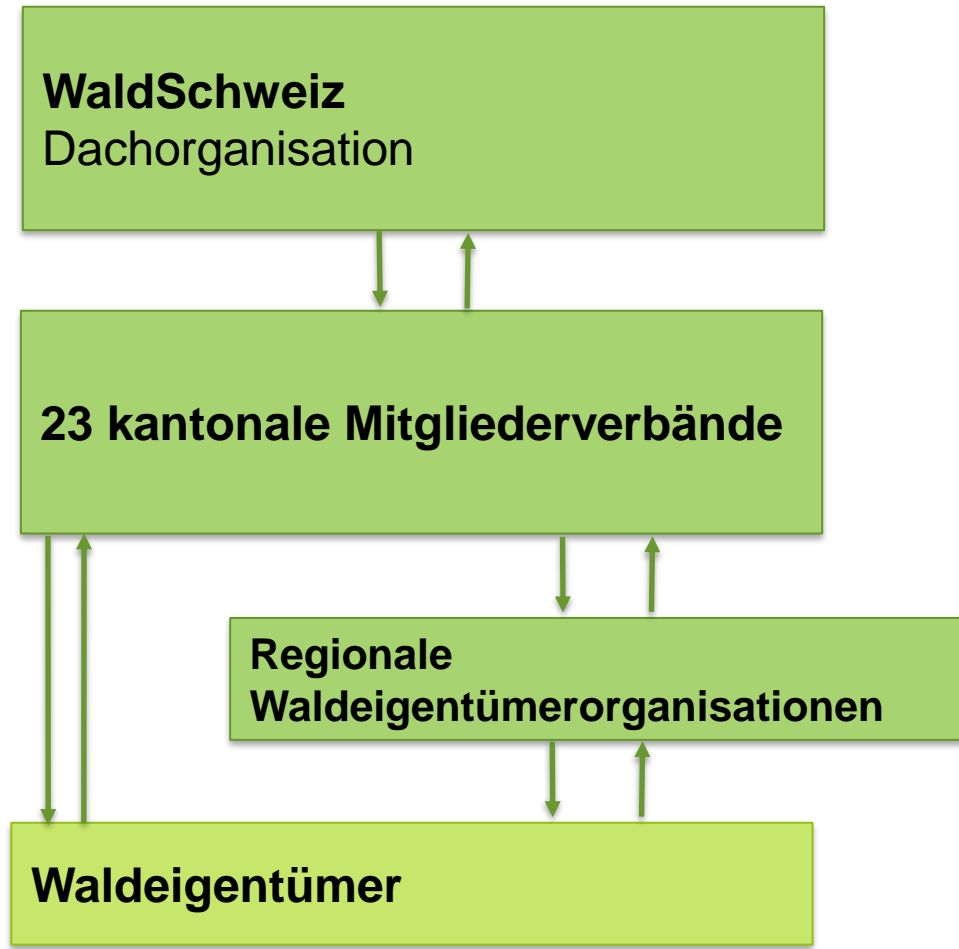 WaldSchweiz
Dachorganisation
23 kantonale Mitgliederverbände
Regionale
Waldeigentümerorganisationen
Waldeigentümer